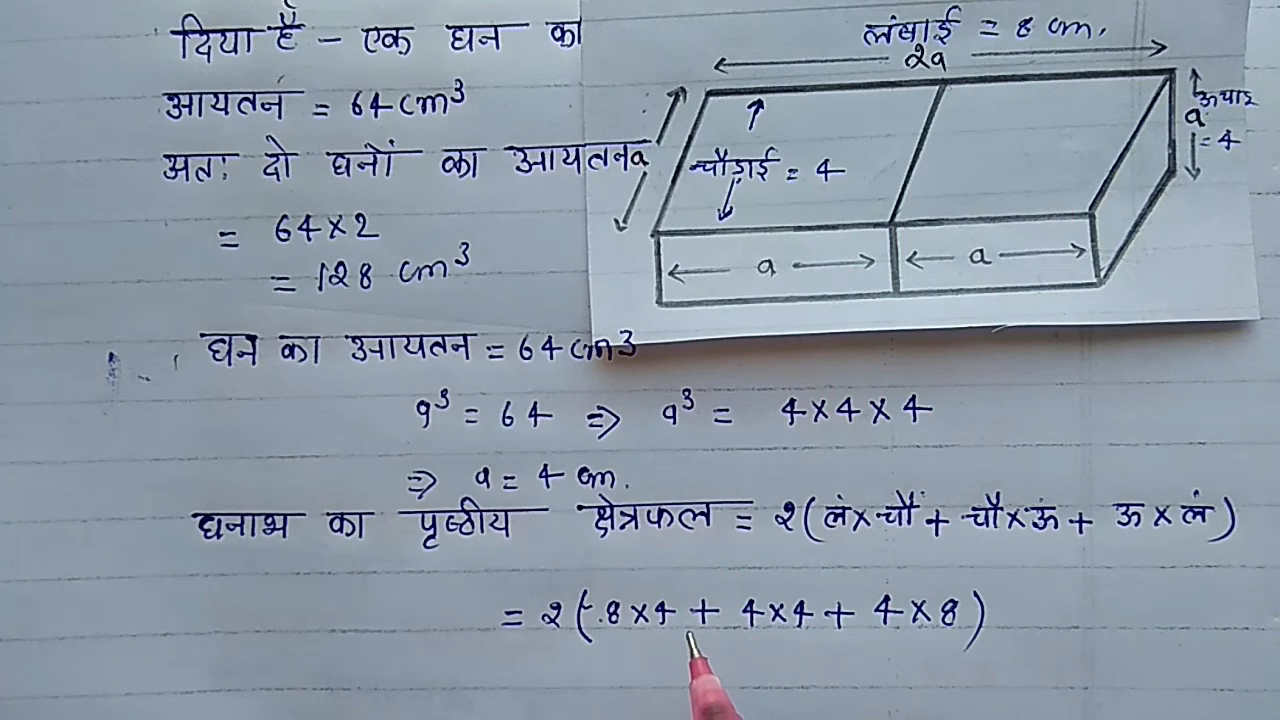 दिया है - एक घन का
आयतन = 64 cm³
अतः दो घनों का आयतन
= 64 × 2
= 128 cm³
लंबाई = 8 cm.
2a
a
चौड़ाई = 4
ऊचाइ
a
= 4
a
a
घन का आयतन = 64 cm³
a³ = 64 ⇒ a³ = 4×4×4
⇒ a = 4 cm.
घनाभ का पृष्ठीय क्षेत्रफल = 2(लं×चौ + चौ×ऊं + ऊ×लं)
= 2(8×4 + 4×4 + 4×8)